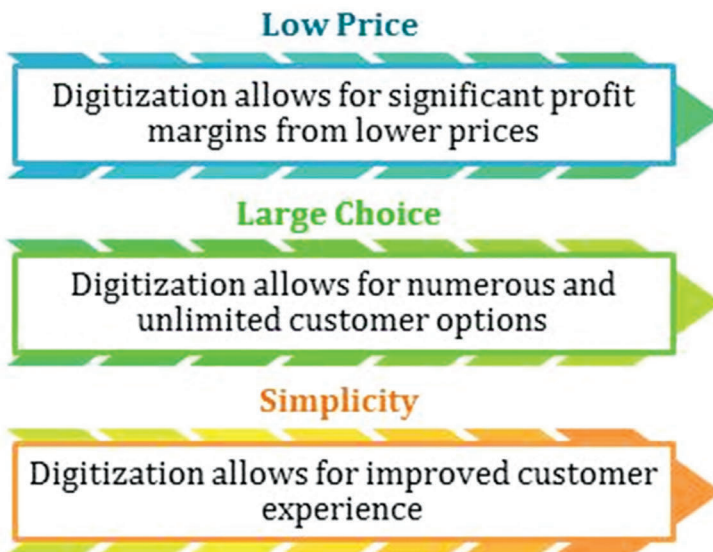 Low Price
Digitization allows for significant profit
margins from lower prices
Large Choice
Digitization allows for numerous and
unlimited customer options
Simplicity
Digitization allows for improved customer
experience